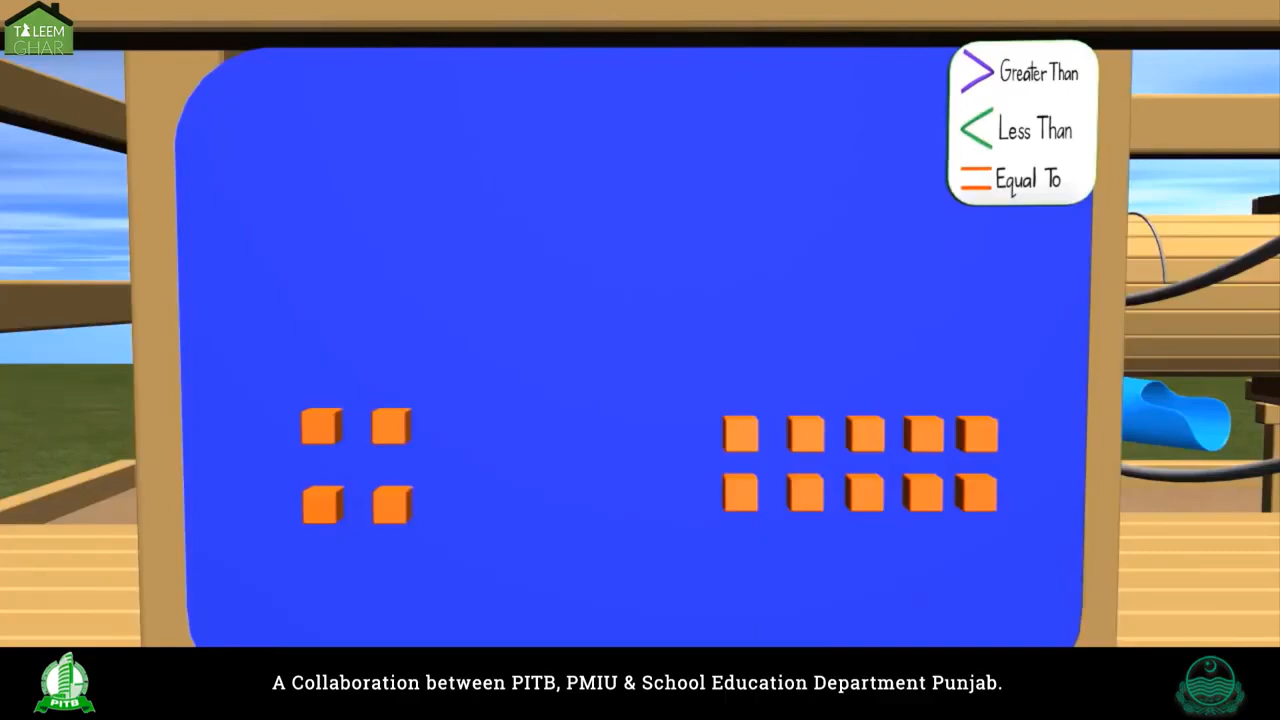 TALEEM
GHAR
> Greater Than
< Less Than
= Equal To
A Collaboration between PITB, PMIU & School Education Department Punjab.
PITB